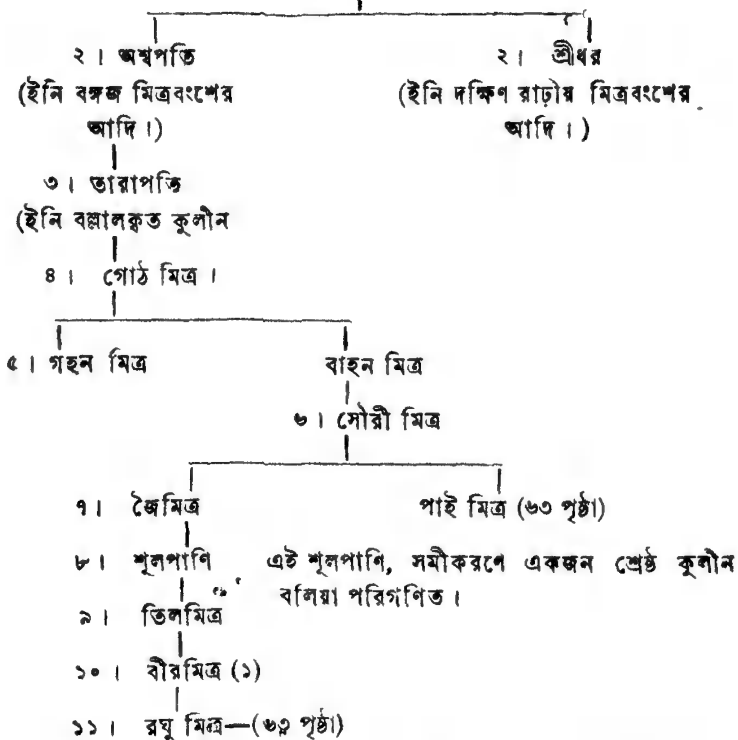 ২। অশ্বপতি ২। শ্রীধর
(ইনি বঙ্গজ মিত্রবংশের (ইনি দক্ষিণ রাঢ়ীয় মিত্রবংশের
আদি।) আদি।)
৩। তারাপতি
(ইনি বল্লালকৃত কুলীন
৪। গোঠ মিত্র।
৫। গহন মিত্র বাহন মিত্র
৬। সৌরী মিত্র
৭। জৈমিত্র পাই মিত্র (৬৩ পৃষ্ঠা)
৮। শূলপাণি এই শূলপাণি, সমীকরণে একজন শ্রেষ্ঠ কুলীন
৯। তিলমিত্র বলিয়া পরিগণিত।
১০। বীরমিত্র (১)
১১। রঘু মিত্র—(৬২ পৃষ্ঠা)